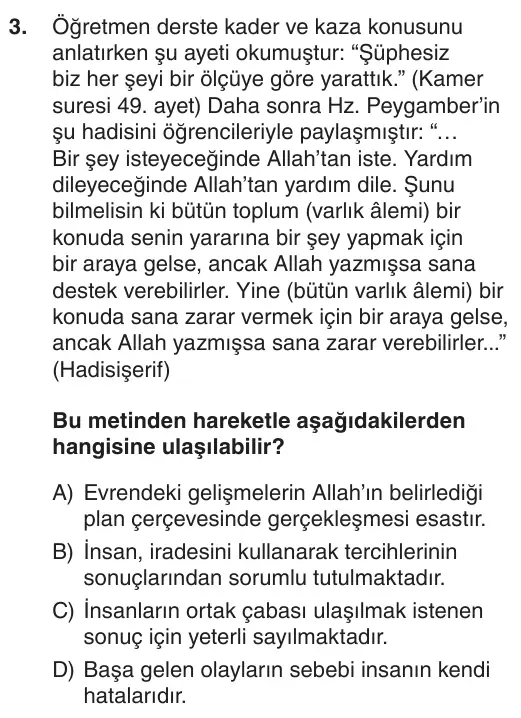 3. Öğretmen derste kader ve kaza konusunu
anlatırken şu ayeti okumuştur: “Şüphesiz
biz her şeyi bir ölçüye göre yarattık.” (Kamer
suresi 49. ayet) Daha sonra Hz. Peygamber’in
şu hadisini öğrencileriyle paylaşmıştır: “…
Bir şey isteyeceğinde Allah’tan iste. Yardım
dileyeceğinde Allah’tan yardım dile. Şunu
bilmelisin ki bütün toplum (varlık âlemi) bir
konuda senin yararına bir şey yapmak için
bir araya gelse, ancak Allah yazmışsa sana
destek verebilirler. Yine (bütün varlık âlemi) bir
konuda sana zarar vermek için bir araya gelse,
ancak Allah yazmışsa sana zarar verebilirler...”
(Hadisişerif)
Bu metinden hareketle aşağıdakilerden
hangisine ulaşılabilir?
A) Evrendeki gelişmelerin Allah’ın belirlediği
plan çerçevesinde gerçekleşmesi esastır.
B) İnsan, iradesini kullanarak tercihlerinin
sonuçlarından sorumlu tutulmaktadır.
C) İnsanların ortak çabası ulaşılmak istenen
sonuç için yeterli sayılmaktadır.
D) Başa gelen olayların sebebi insanın kendi
hatalarıdır.